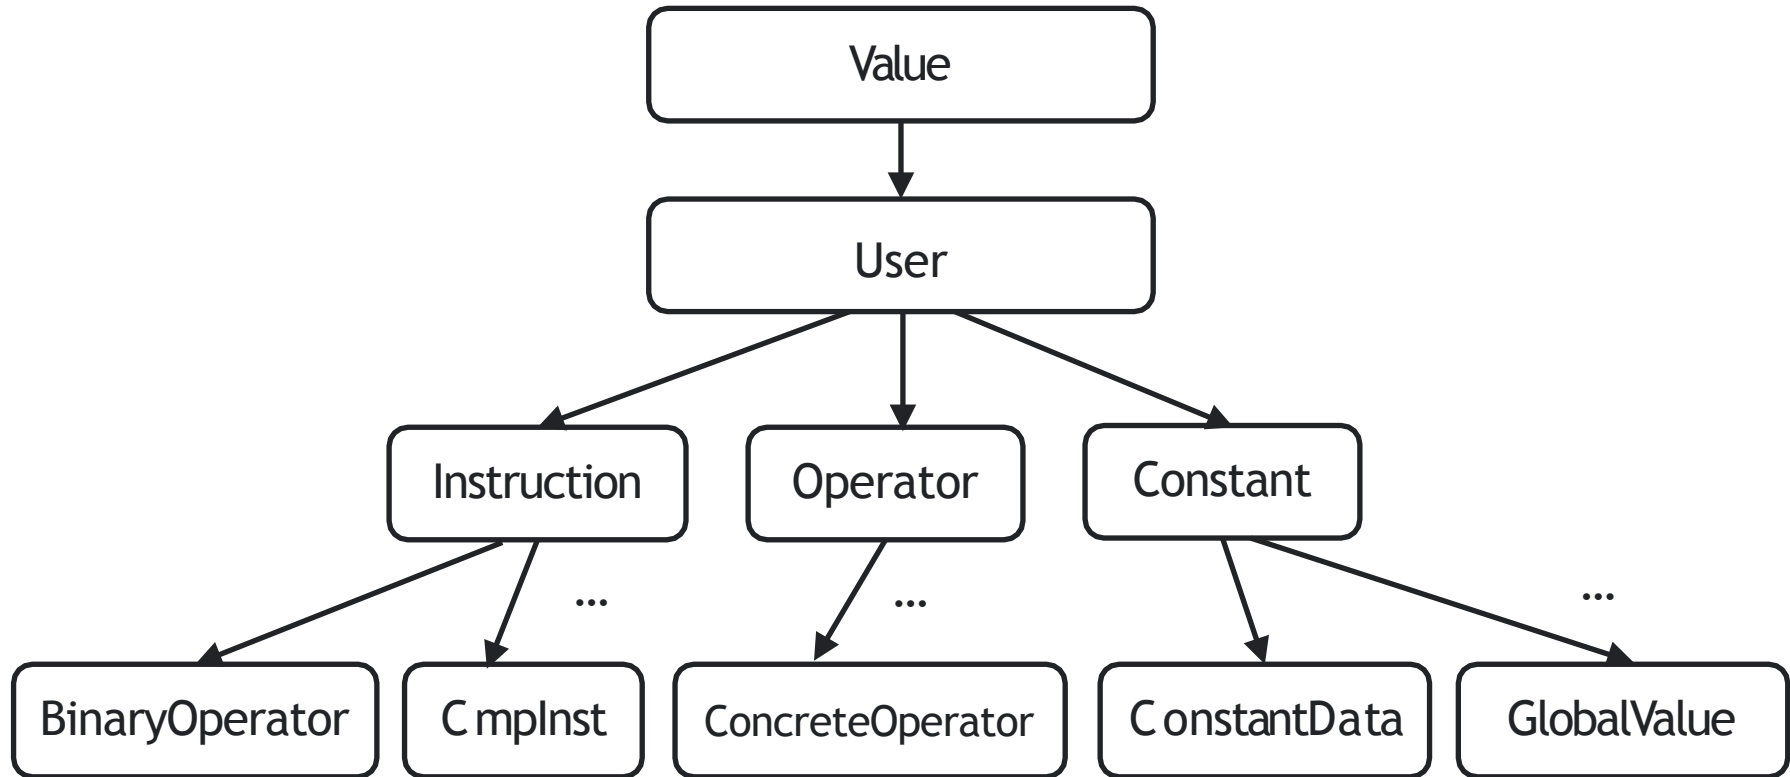 Value
User
Instruction
Operator
Constant
...
...
...
BinaryOperator
CmpInst
ConcreteOperator
ConstantData
GlobalValue